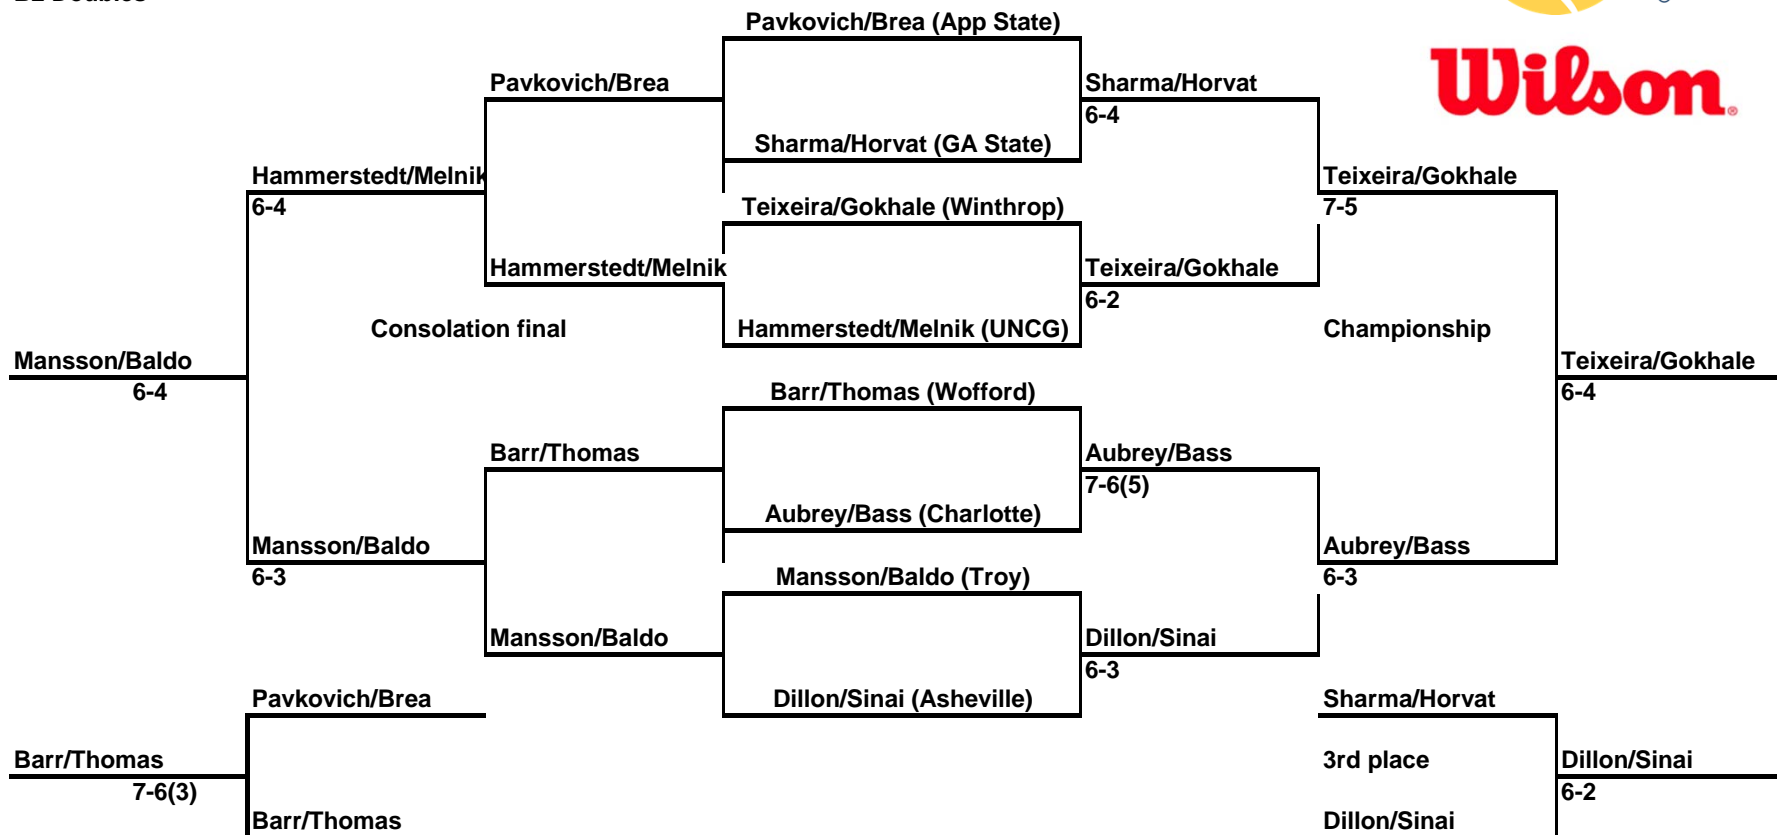 Pavkovich/Brea (App State)
Pavkovich/Brea
Sharma/Horvat
Wilson
6-4
Sharma/Horvat (GA State)
Hammerstedt/Melnik
Teixeira/Gokhale
6-4
Teixeira/Gokhale (Winthrop)
7-5
Hammerstedt/Melnik
Teixeira/Gokhale
6-2
Consolation final
Hammerstedt/Melnik (UNCG)
Championship
Mansson/Baldo
Teixeira/Gokhale
6-4
Barr/Thomas (Wofford)
6-4
Barr/Thomas
Aubrey/Bass
7-6(5)
Aubrey/Bass (Charlotte)
Mansson/Baldo
Aubrey/Bass
6-3
Mansson/Baldo (Troy)
6-3
Mansson/Baldo
Dillon/Sinai
6-3
Pavkovich/Brea
Dillon/Sinai (Asheville)
Sharma/Horvat
Barr/Thomas
3rd place
Dillon/Sinai
7-6(3)
6-2
Barr/Thomas
Dillon/Sinai